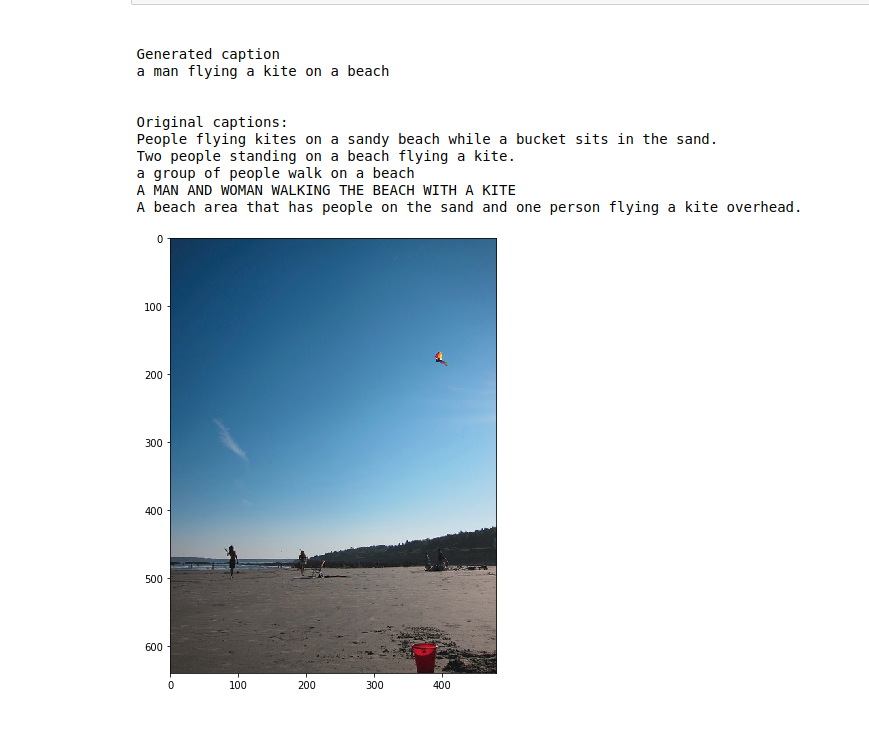 Generated caption
a man flying a kite on a beach
Original captions:
People flying kites on a sandy beach while a bucket sits in the sand.
Two people standing on a beach flying a kite.
a group of people walk on a beach
A MAN AND WOMAN WALKING THE BEACH WITH A KITE
A beach area that has people on the sand and one person flying a kite overhead.
0
100
200
300
400
500
600
0 100 200 300 400